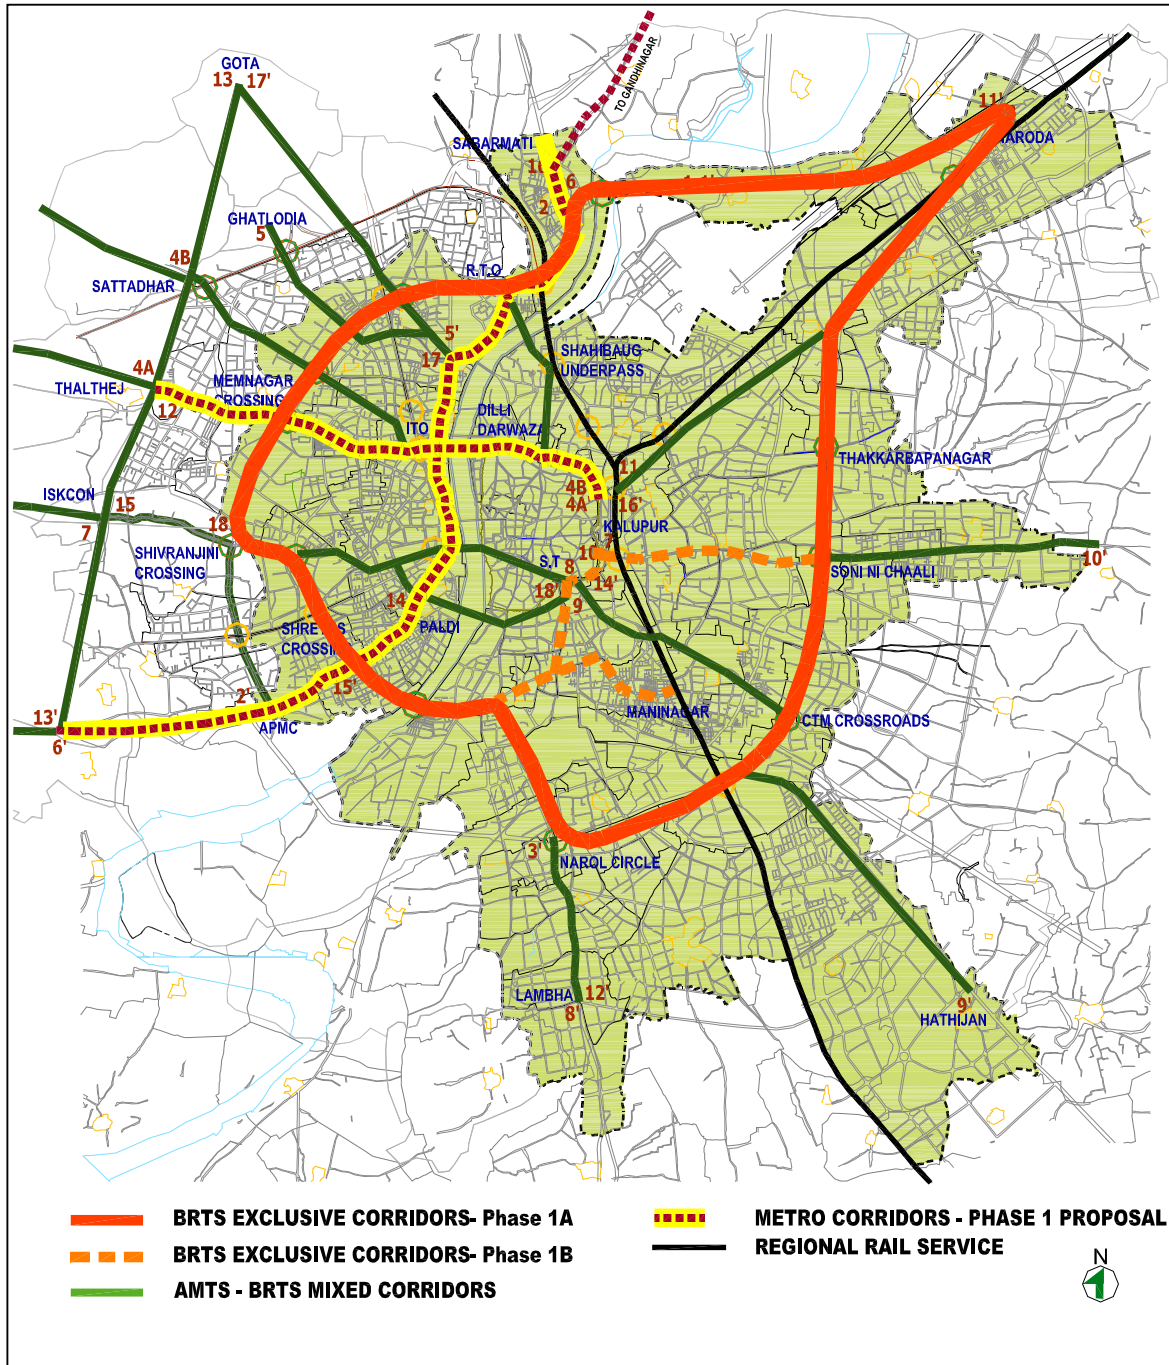 GOTA
13 17'
TO GANDHINAGAR
11'
SABARMATI
6
2
GHATLODIA
5
4B
R.T.O
SATTADHAR
5'
17
SHAHIBAUG
UNDERPASS
4A
THALTHEJ
12
MEMNAGAR
CROSSING
ITO
DILLI
DARWAZA
THAKKARBAPANAGAR
11
4B
4A
16'
ISKCON
15
7
18
KALUPUR
SHIVRANJINI
CROSSING
S.T
8
14'
18'
9
SONI NI CHAALI
10'
14
PALDI
CROSSING
15'
2'
APMC
13'
6'
MANINAGAR
CTM CROSSROADS
3'
NAROL CIRCLE
LAMBHA
12'
8'
9'
HATHIJAN
BRTS EXCLUSIVE CORRIDORS- Phase 1A
METRO CORRIDORS - PHASE 1 PROPOSAL
BRTS EXCLUSIVE CORRIDORS- Phase 1B
REGIONAL RAIL SERVICE
AMTS - BRTS MIXED CORRIDORS
N